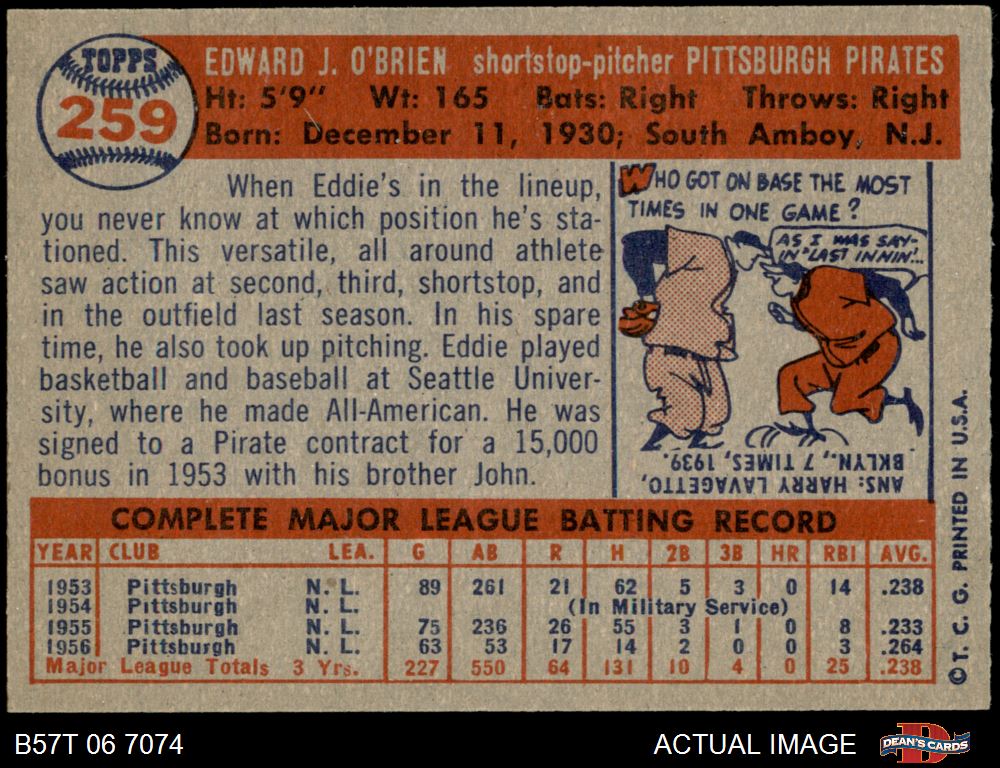 TOPPS
259
EDWARD J. O'BRIEN shortstop-pitcher PITTSBURGH PIRATES
Ht: 5'9" Wt: 165 Bats: Right Throws: Right
Born: December 11, 1930; South Amboy, N.J.
When Eddie's in the lineup,
you never know at which position he's sta-
tioned. This versatile, all around athlete
saw action at second, third, shortstop, and
in the outfield last season. In his spare
time, he also took up pitching. Eddie played
basketball and baseball at Seattle Univer-
sity, where he made All-American. He was
signed to a Pirate contract for a 15,000
bonus in 1953 with his brother John.
WHO GOT ON BASE THE MOST
TIMES IN ONE GAME?
AS I WAS SAY-
IN "LAST INNIN'...
ANS: HARRY LAVAGETTO,
BKLYN., 7 TIMES, 1939.
COMPLETE MAJOR LEAGUE BATTING RECORD
YEAR CLUB LEA. G AB R H 2B 3B HR RBI AVG.
1953 Pittsburgh N. L. 89 261 21 62 5 3 0 14 .238
1954 Pittsburgh N. L. (In Military Service)
1955 Pittsburgh N. L. 75 236 26 55 3 1 0 8 .233
1956 Pittsburgh N. L. 63 53 17 14 2 0 0 3 .264
Major League Totals 3 Yrs. 227 550 64 131 10 4 0 25 .238
© T. C. G. PRINTED IN U.S.A.
B57T 06 7074
ACTUAL IMAGE
DEAN'S CARDS